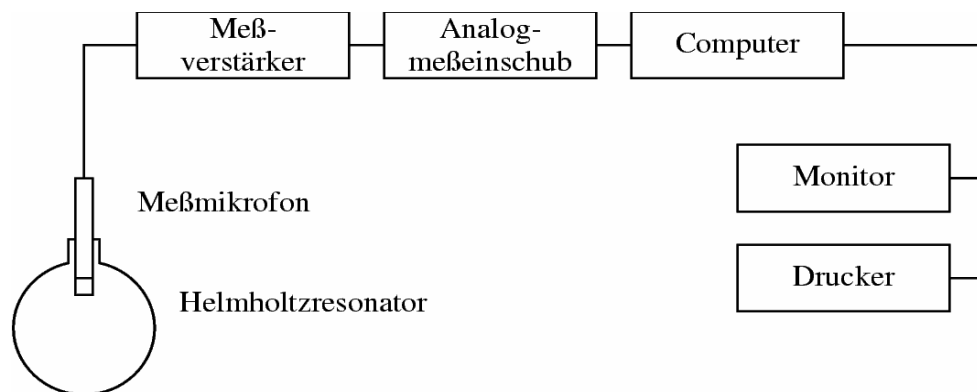 Meß-
verstärker
Analog-
meßeinschub
Computer
Monitor
Meßmikrofon
Drucker
Helmholtzresonator